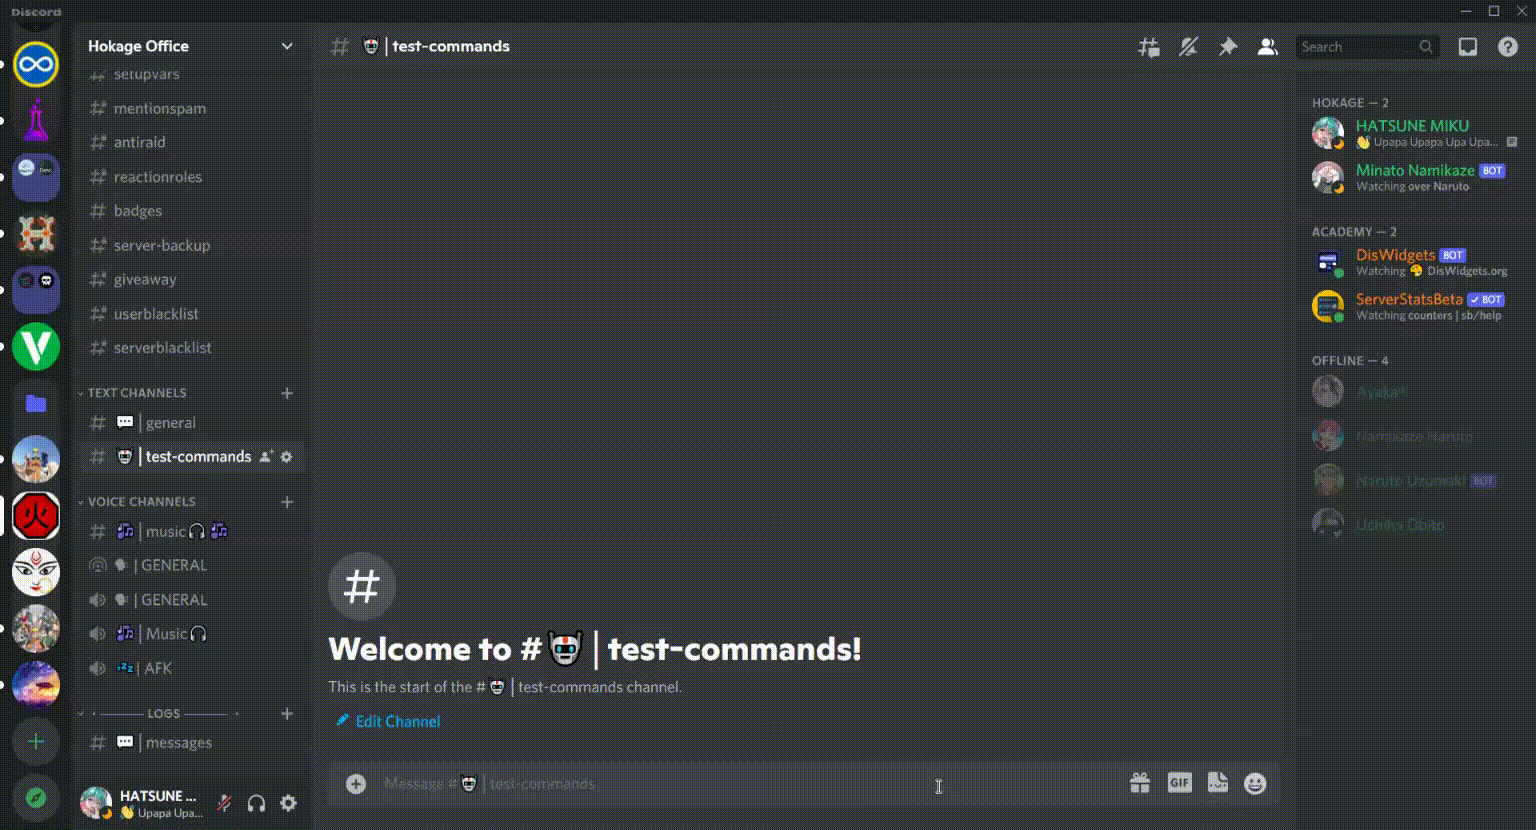 Discord
Hokage Office
setupvars
mentionspam
antiraid
reactionroles
badges
server-backup
giveaway
userblacklist
serverblacklist
TEXT CHANNELS
| general
| test-commands
VOICE CHANNELS
| music
| GENERAL
| GENERAL
| Music
zzz | AFK
LOGS
| messages
HATSUNE ...
Upapa Upa...
# | test-commands
Search
HOKAGE — 2
HATSUNE MIKU
Upapa Upapa Upa Upa...
Minato Namikaze BOT
Watching over Naruto
ACADEMY — 2
DisWidgets BOT
Watching DisWidgets.org
ServerStatsBeta ✓ BOT
Watching counters | sb/help
OFFLINE — 4
Namikaze Naruto
Naruto Uzumaki BOT
Uchiha Obito
火
Welcome to # | test-commands!
This is the start of the # | test-commands channel.
Edit Channel
Message # | test-commands
GIF